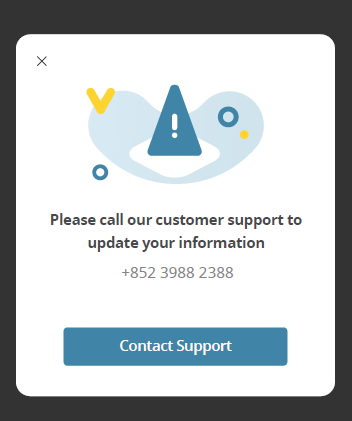 Please call our customer support to
update your information
+852 3988 2388
Contact Support